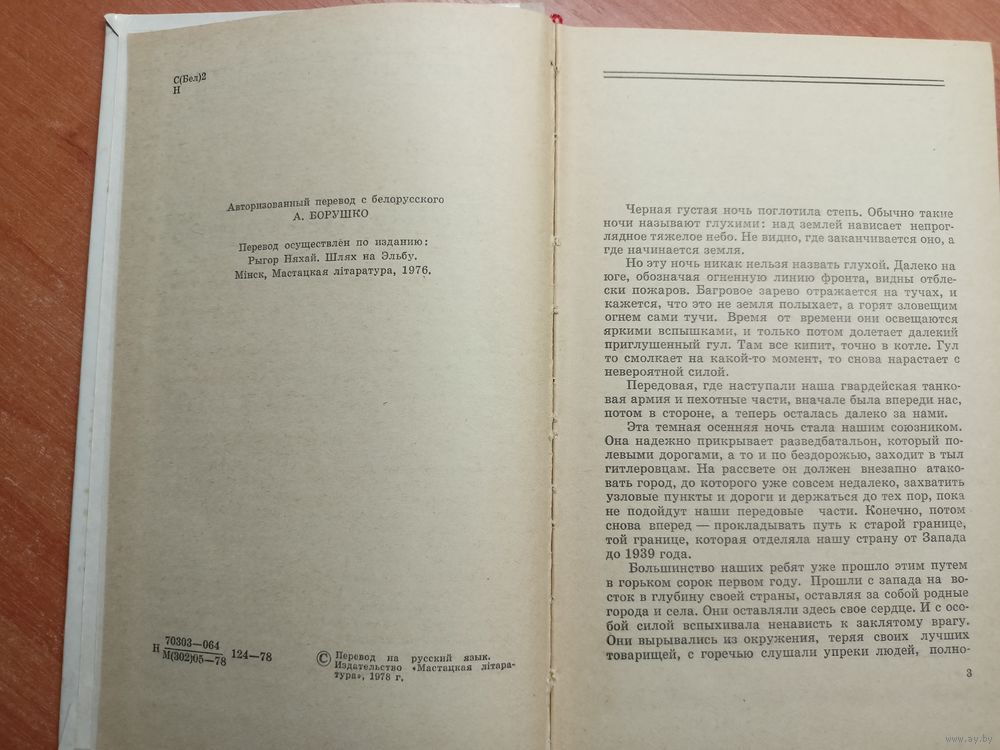 С(Бел)2
Н
Авторизованный перевод с белорусского
А. БОРУШКО
Перевод осуществлён по изданию:
Рыгор Няхай. Шлях на Эльбу.
Мінск, Мастацкая літаратура, 1976.
Н 70303—064
М(302)05—78 124—78
© Перевод на русский язык.
Издательство «Мастацкая літара-
тура», 1978 г.
Черная густая ночь поглотила степь. Обычно такие
ночи называют глухими: над землей нависает непрог-
лядное тяжелое небо. Не видно, где заканчивается оно, а
где начинается земля.
Но эту ночь никак нельзя назвать глухой. Далеко на
юге, обозначая огненную линию фронта, видны отбле-
ски пожаров. Багровое зарево отражается на тучах, и
кажется, что это не земля полыхает, а горят зловещим
огнем сами тучи. Время от времени они освещаются
яркими вспышками, и только потом долетает далекий
приглушенный гул. Там все кипит, точно в котле. Гул
то смолкает на какой-то момент, то снова нарастает с
невероятной силой.
Передовая, где наступали наша гвардейская танко-
вая армия и пехотные части, вначале была впереди нас,
потом в стороне, а теперь осталась далеко за нами.
Эта темная осенняя ночь стала нашим союзником.
Она надежно прикрывает разведбатальон, который по-
левыми дорогами, а то и по бездорожью, заходит в тыл
гитлеровцам. На рассвете он должен внезапно атако-
вать город, до которого уже совсем недалеко, захватить
узловые пункты и дороги и держаться до тех пор, пока
не подойдут наши передовые части. Конечно, потом
снова вперед — прокладывать путь к старой границе,
той границе, которая отделяла нашу страну от Запада
до 1939 года.
Большинство наших ребят уже прошло этим путем
в горьком сорок первом году. Прошли с запада на во-
сток в глубину своей страны, оставляя за собой родные
города и села. Они оставляли здесь свое сердце. И с осо-
бой силой вспыхивала ненависть к заклятому врагу.
Они вырывались из окружения, теряя своих лучших
товарищей, с горечью слушали упреки людей, полно-
3
www.ay.by